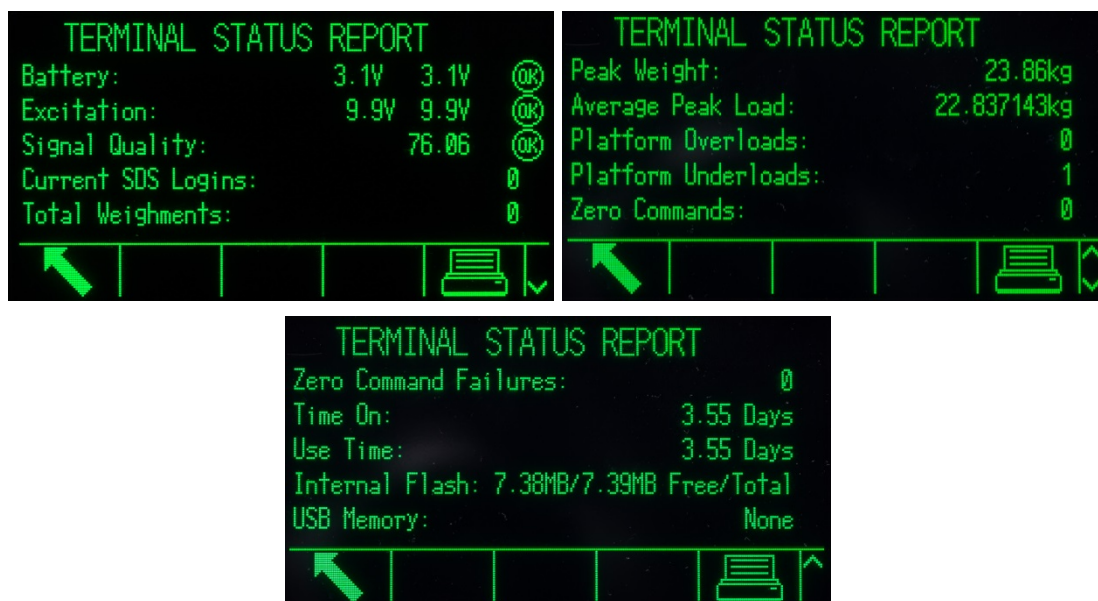 TERMINAL STATUS REPORT
Battery: 3.1V 3.1V OK
Excitation: 9.9V 9.9V OK
Signal Quality: 76.06 OK
Current SDS Logins: 0
Total Weighments: 0
TERMINAL STATUS REPORT
Peak Weight: 23.86kg
Average Peak Load: 22.837143kg
Platform Overloads: 0
Platform Underloads: 1
Zero Commands: 0
TERMINAL STATUS REPORT
Zero Command Failures: 0
Time On: 3.55 Days
Use Time: 3.55 Days
Internal Flash: 7.38MB/7.39MB Free/Total
USB Memory: None